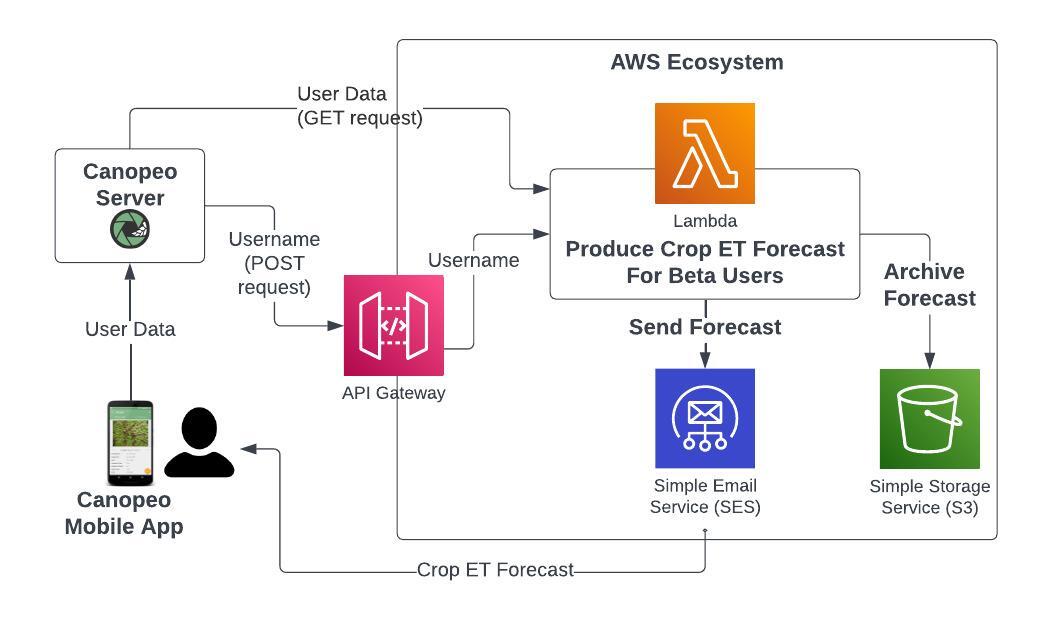 AWS Ecosystem
User Data
(GET request)
Canopeo
Server
Lambda
Username
(POST
request)
Username
Produce Crop ET Forecast
For Beta Users
Archive
Forecast
User Data
Send Forecast
API Gateway
Simple Email
Service (SES)
Simple Storage
Service (S3)
Canopeo
Mobile App
Crop ET Forecast